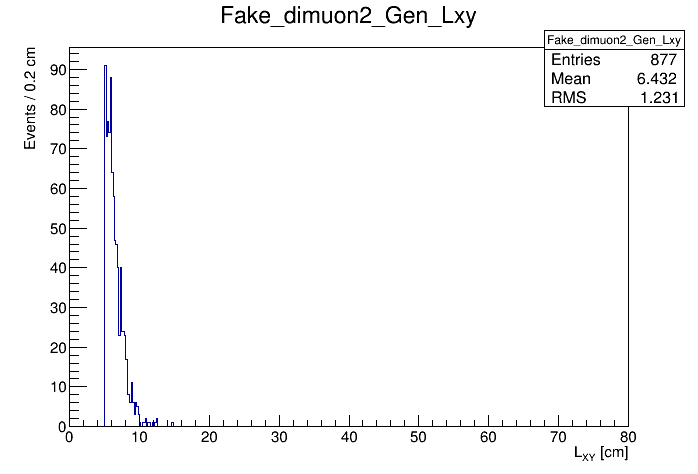 Fake_dimuon2_Gen_Lxy
Fake_dimuon2_Gen_Lxy
Entries 877
Mean 6.432
RMS 1.231
Events / 0.2 cm
90
80
70
60
50
40
30
20
10
0
0 10 20 30 40 50 60 70 80
LXY [cm]